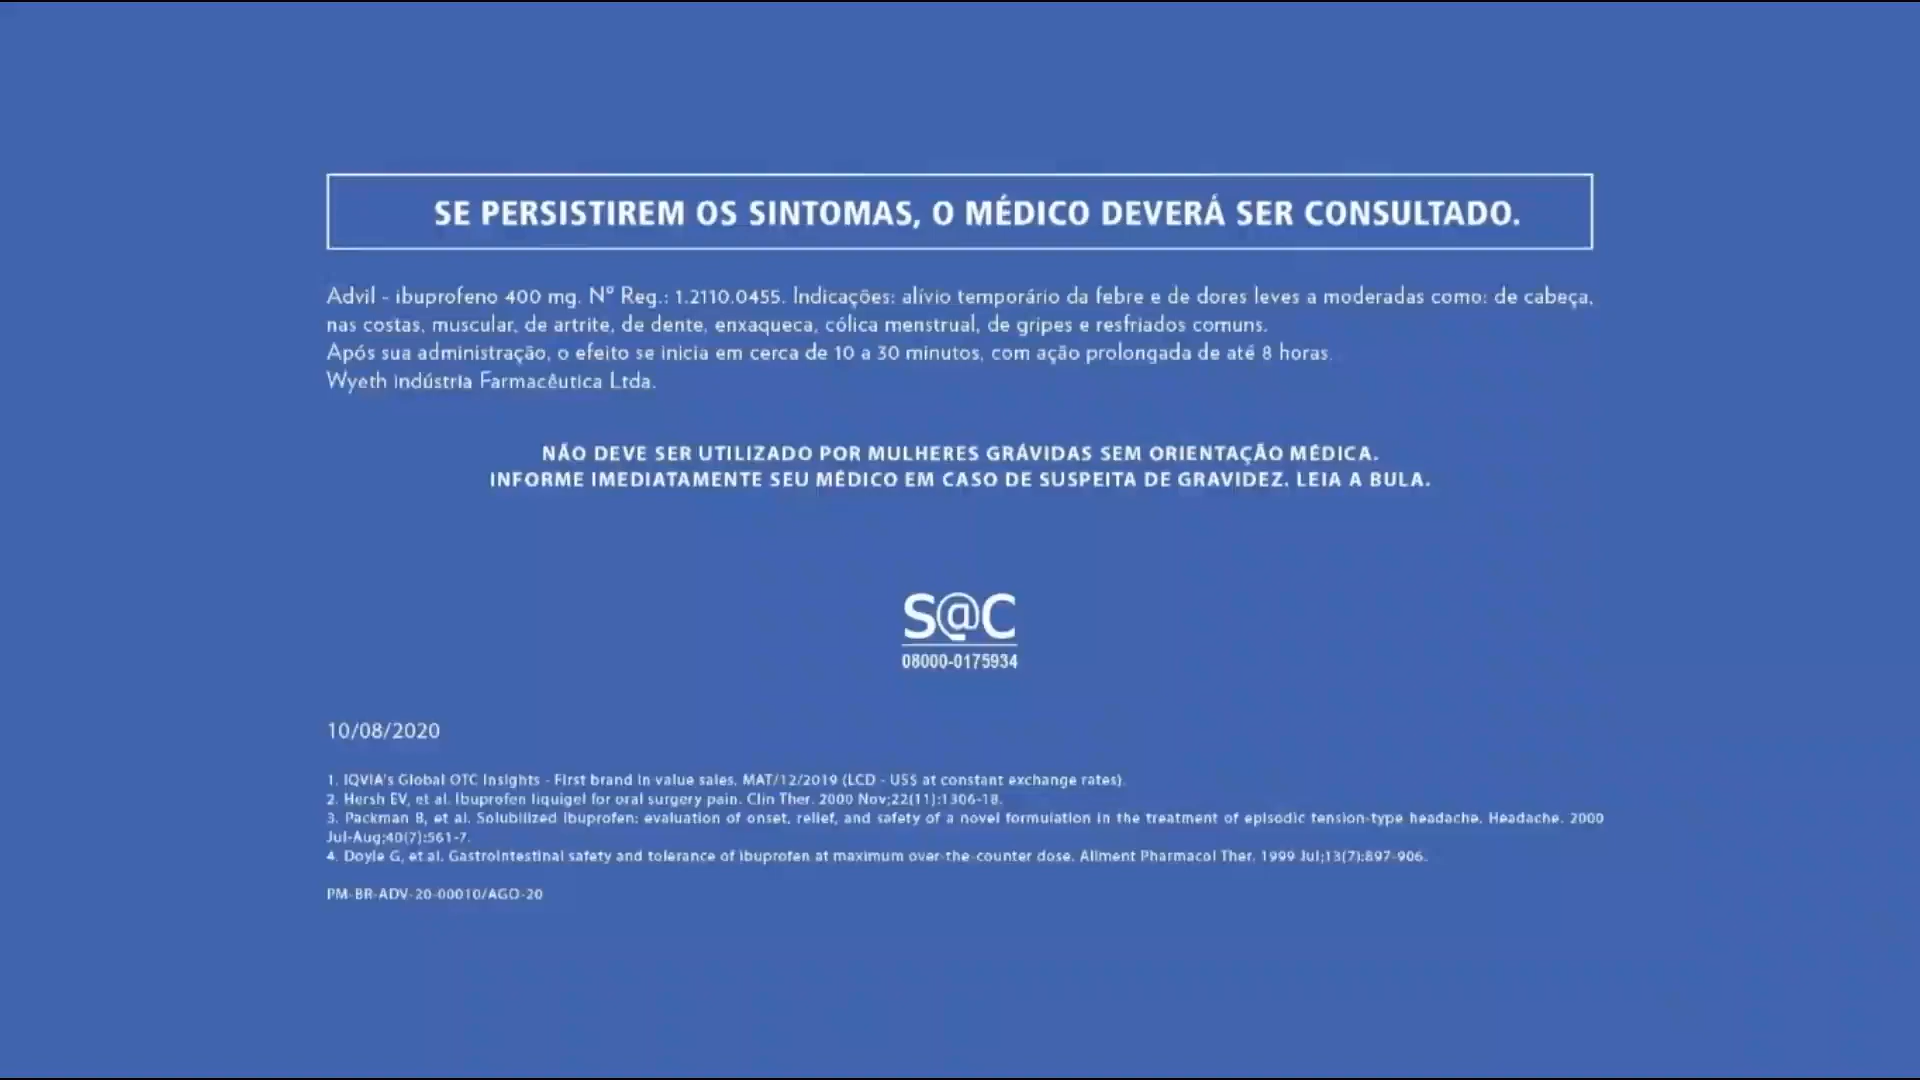 SE PERSISTIREM OS SINTOMAS, O MÉDICO DEVERÁ SER CONSULTADO.
Advil - ibuprofeno 400 mg. Nº Reg.: 1.2110.0455. Indicações: alívio temporário da febre e de dores leves a moderadas como: de cabeça,
nas costas, muscular, de artrite, de dente, enxaqueca, cólica menstrual, de gripes e resfriados comuns.
Após sua administração, o efeito se inicia em cerca de 10 a 30 minutos, com ação prolongada de até 8 horas.
Wyeth indústria Farmacêutica Ltda.
NÃO DEVE SER UTILIZADO POR MULHERES GRÁVIDAS SEM ORIENTAÇÃO MÉDICA.
INFORME IMEDIATAMENTE SEU MÉDICO EM CASO DE SUSPEITA DE GRAVIDEZ. LEIA A BULA.
S@C
08000-0175934
10/08/2020
1. IQVIA's Global OTC Insights - First brand in value sales. MAT/12/2019 (LCD - US$ at constant exchange rates).
2. Hersh EV, et al. Ibuprofen liquigel for oral surgery pain. Clin Ther. 2000 Nov;22(11):1306-18.
3. Packman B, et al. Solubilized ibuprofen: evaluation of onset, relief, and safety of a novel formulation in the treatment of episodic tension-type headache. Headache. 2000
Jul-Aug;40(7):561-7.
4. Doyle G, et al. Gastrointestinal safety and tolerance of ibuprofen at maximum over-the-counter dose. Aliment Pharmacol Ther. 1999 Jul;13(7):897-906.
PM-BR-ADV-20-00010/AGO-20